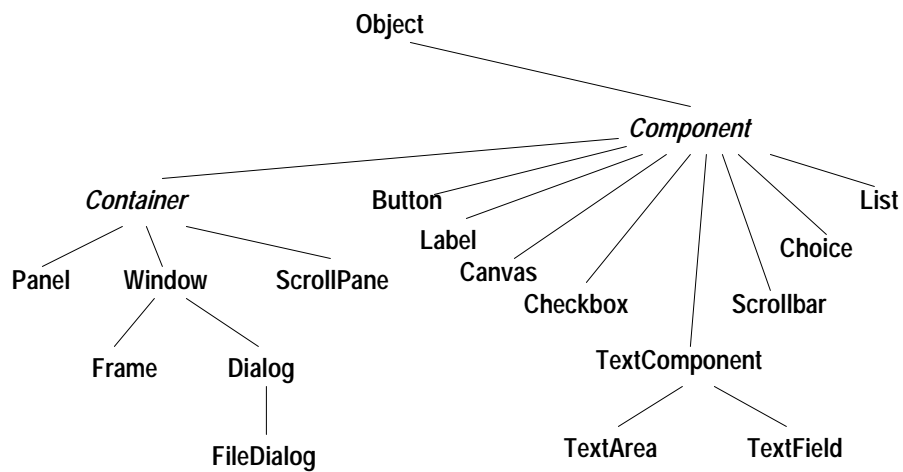 Object
Component
Container
Button
List
Label
Choice
Panel
Window
ScrollPane
Canvas
Checkbox
Scrollbar
Frame
Dialog
TextComponent
FileDialog
TextArea
TextField